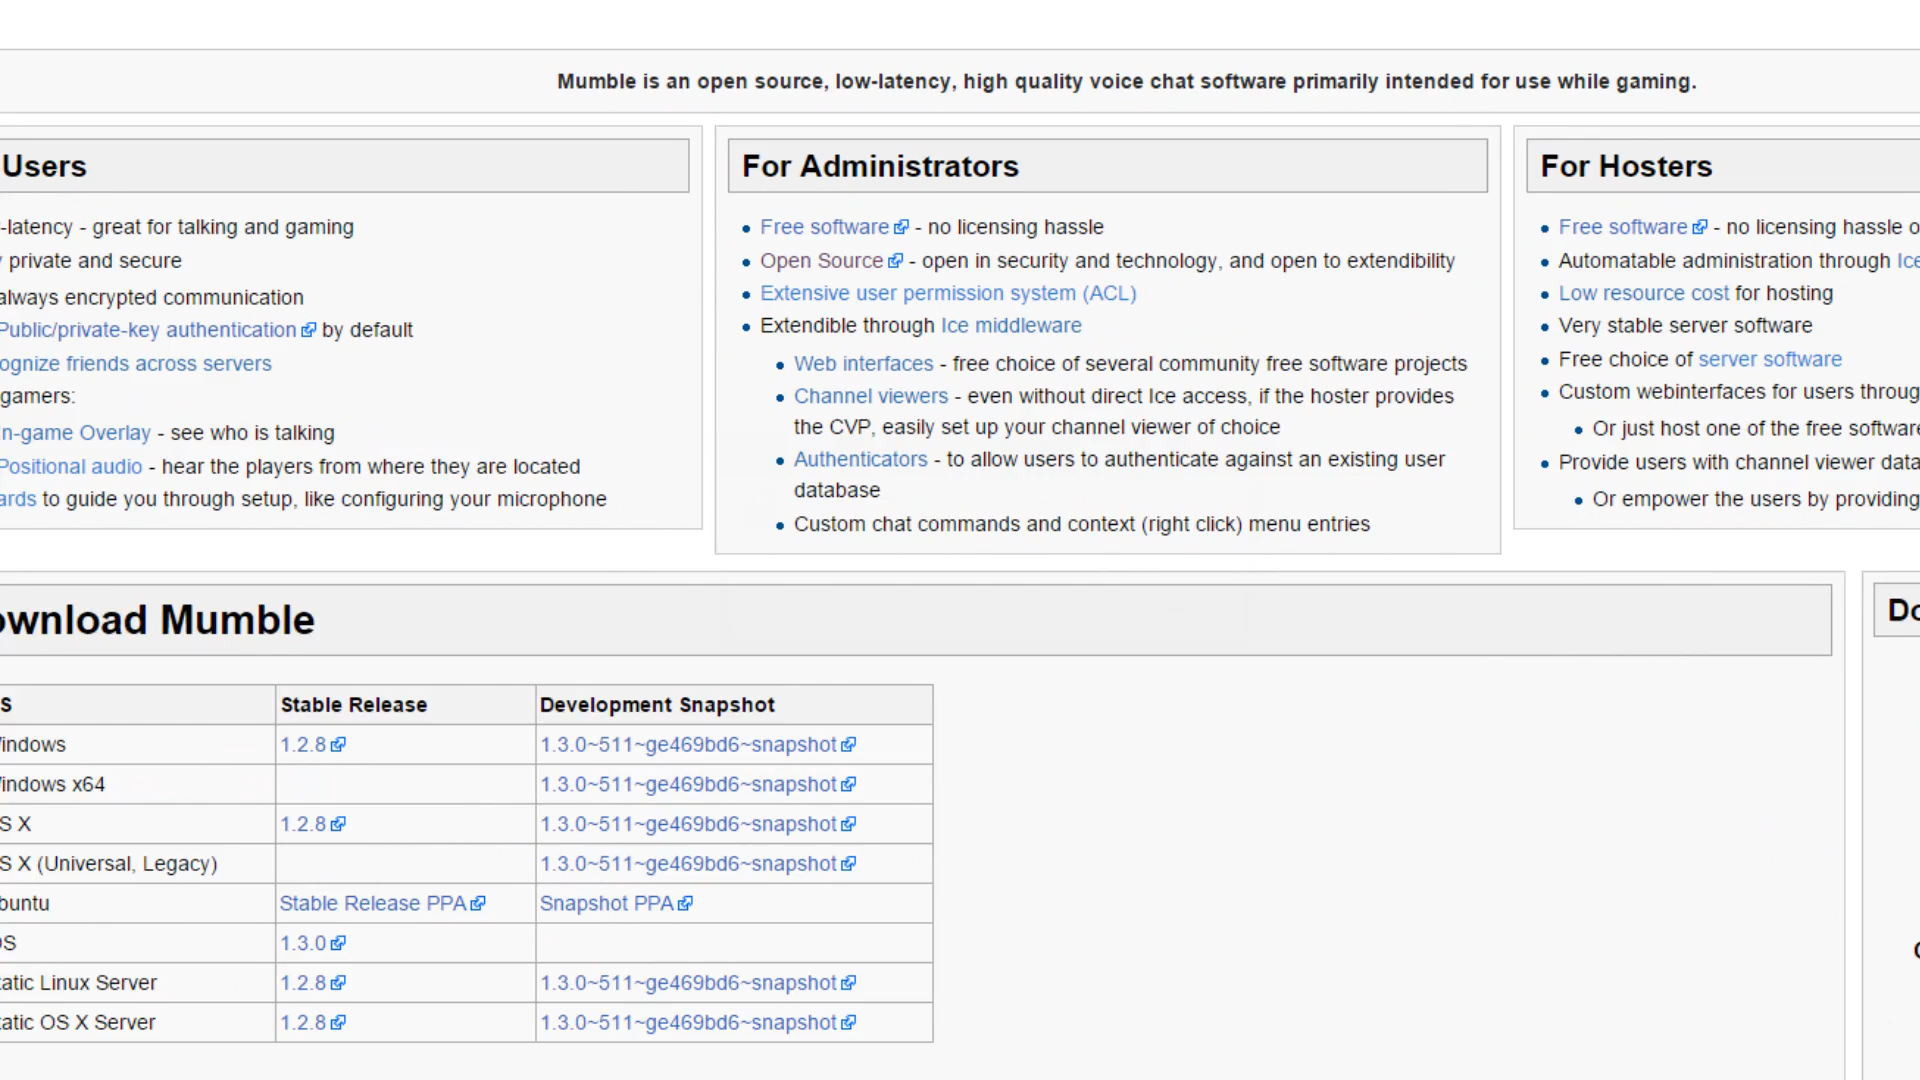 Mumble is an open source, low-latency, high quality voice chat software primarily intended for use while gaming.
Users
-latency - great for talking and gaming
private and secure
always encrypted communication
Public/private-key authentication by default
ognize friends across servers
gamers:
n-game Overlay - see who is talking
Positional audio - hear the players from where they are located
ards to guide you through setup, like configuring your microphone
For Administrators
Free software - no licensing hassle
Open Source - open in security and technology, and open to extendibility
Extensive user permission system (ACL)
Extendible through Ice middleware
Web interfaces - free choice of several community free software projects
Channel viewers - even without direct Ice access, if the hoster provides
the CVP, easily set up your channel viewer of choice
Authenticators - to allow users to authenticate against an existing user
database
Custom chat commands and context (right click) menu entries
For Hosters
Free software - no licensing hassle o
Automatable administration through Ice
Low resource cost for hosting
Very stable server software
Free choice of server software
Custom webinterfaces for users throug
Or just host one of the free software
Provide users with channel viewer data
Or empower the users by providing
ownload Mumble
S Stable Release Development Snapshot
indows 1.2.8 1.3.0~511~ge469bd6~snapshot
indows x64 1.3.0~511~ge469bd6~snapshot
S X 1.2.8 1.3.0~511~ge469bd6~snapshot
S X (Universal, Legacy) 1.3.0~511~ge469bd6~snapshot
buntu Stable Release PPA Snapshot PPA
OS 1.3.0
atic Linux Server 1.2.8 1.3.0~511~ge469bd6~snapshot
atic OS X Server 1.2.8 1.3.0~511~ge469bd6~snapshot
Do